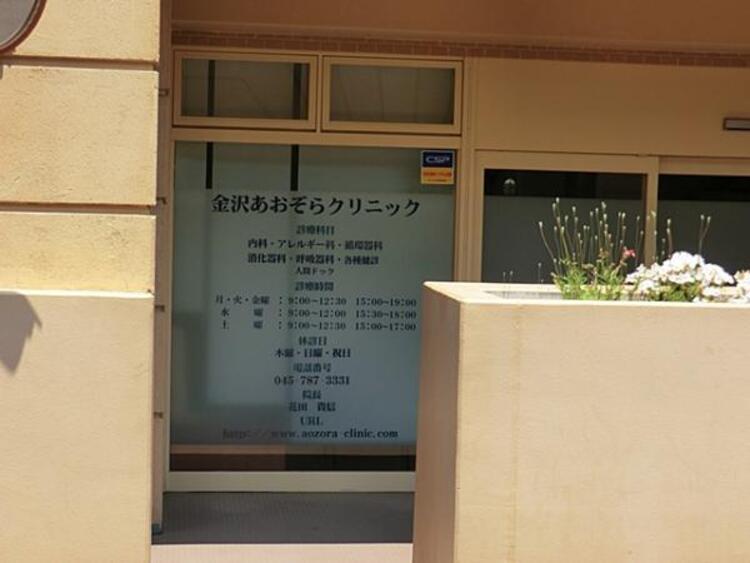 CSP
金沢あおぞらクリニック
診療科目
内科・アレルギー科・循環器科
消化器科・呼吸器科・各種健診
人間ドック
診療時間
月・火・金曜 : 9:00〜12:30 15:00〜19:00
水 曜 : 9:00〜12:00 15:30〜18:00
土 曜 : 9:00〜12:30 15:00〜17:00
休診日
木曜・日曜・祝日
電話番号
045-787-3331
院長
花田 貴信
URL
http://www.aozora-clinic.com